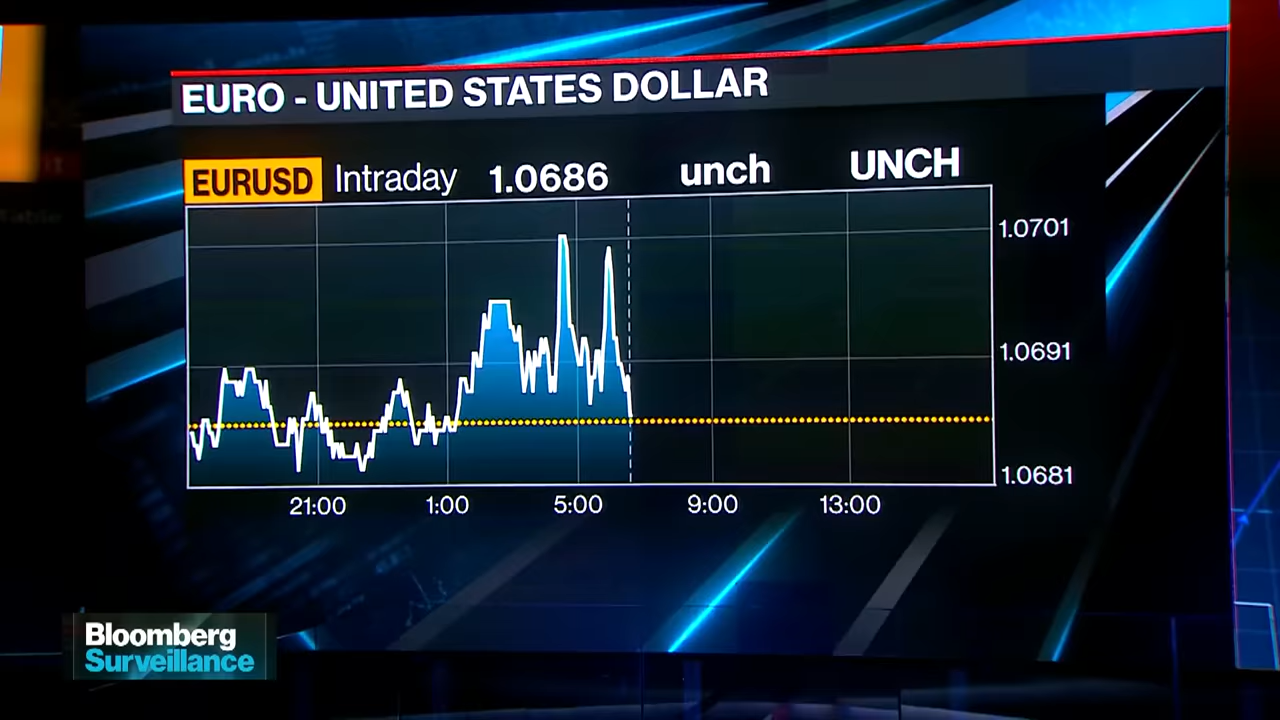 EURO - UNITED STATES DOLLAR
EURUSD Intraday 1.0686 unch UNCH
1.0701
1.0691
1.0681
21:00 1:00 5:00 9:00 13:00
Bloomberg
Surveillance